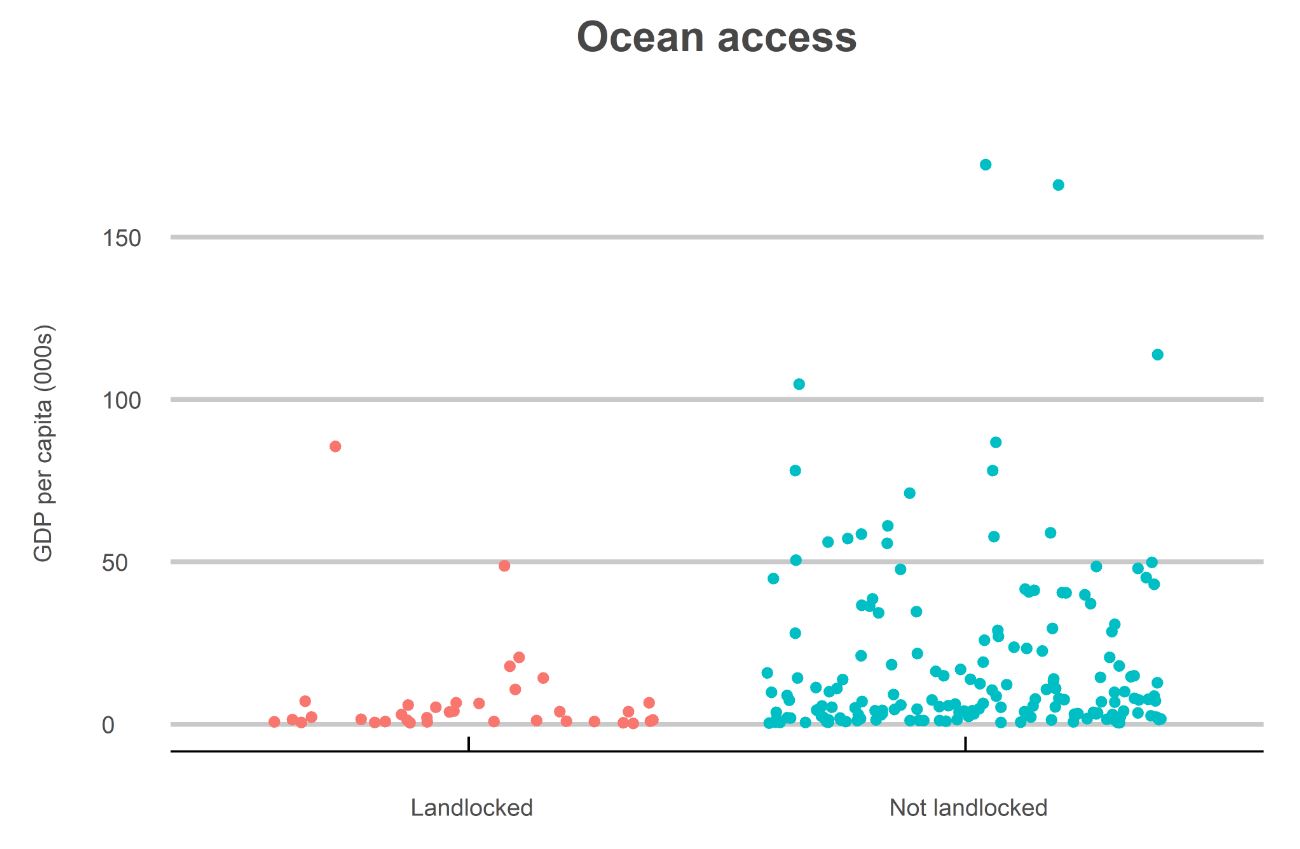 Ocean access
150
100
50
0
GDP per capita (000s)
Landlocked
Not landlocked